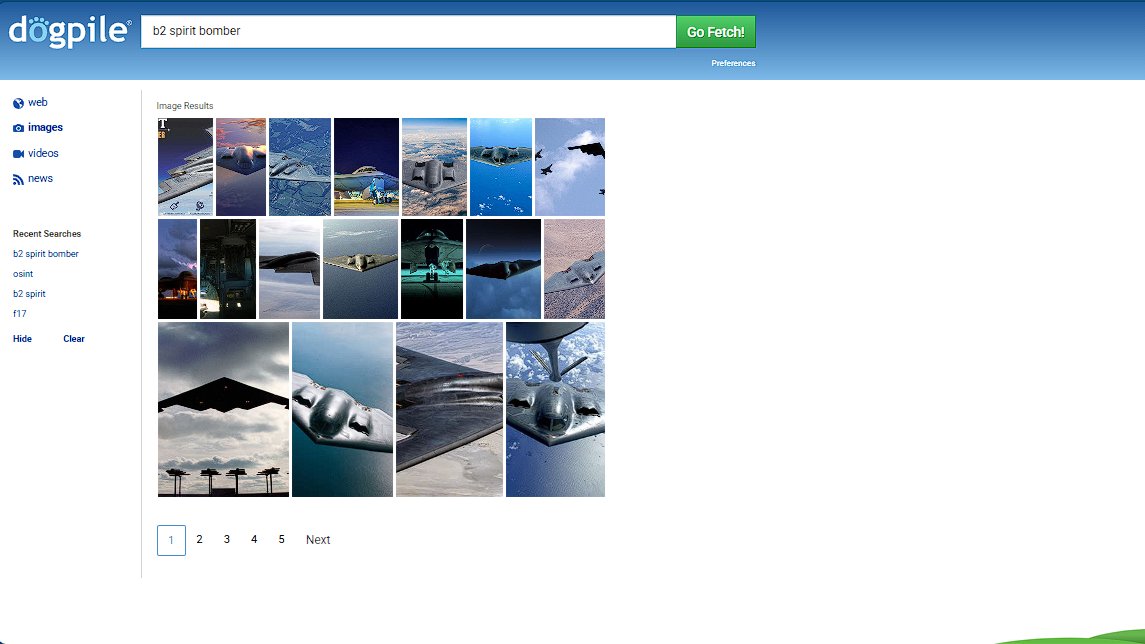 dogpile®
b2 spirit bomber
Go Fetch!
Preferences
web
images
videos
news
Recent Searches
b2 spirit bomber
osint
b2 spirit
f17
Hide Clear
Image Results
1 2 3 4 5 Next